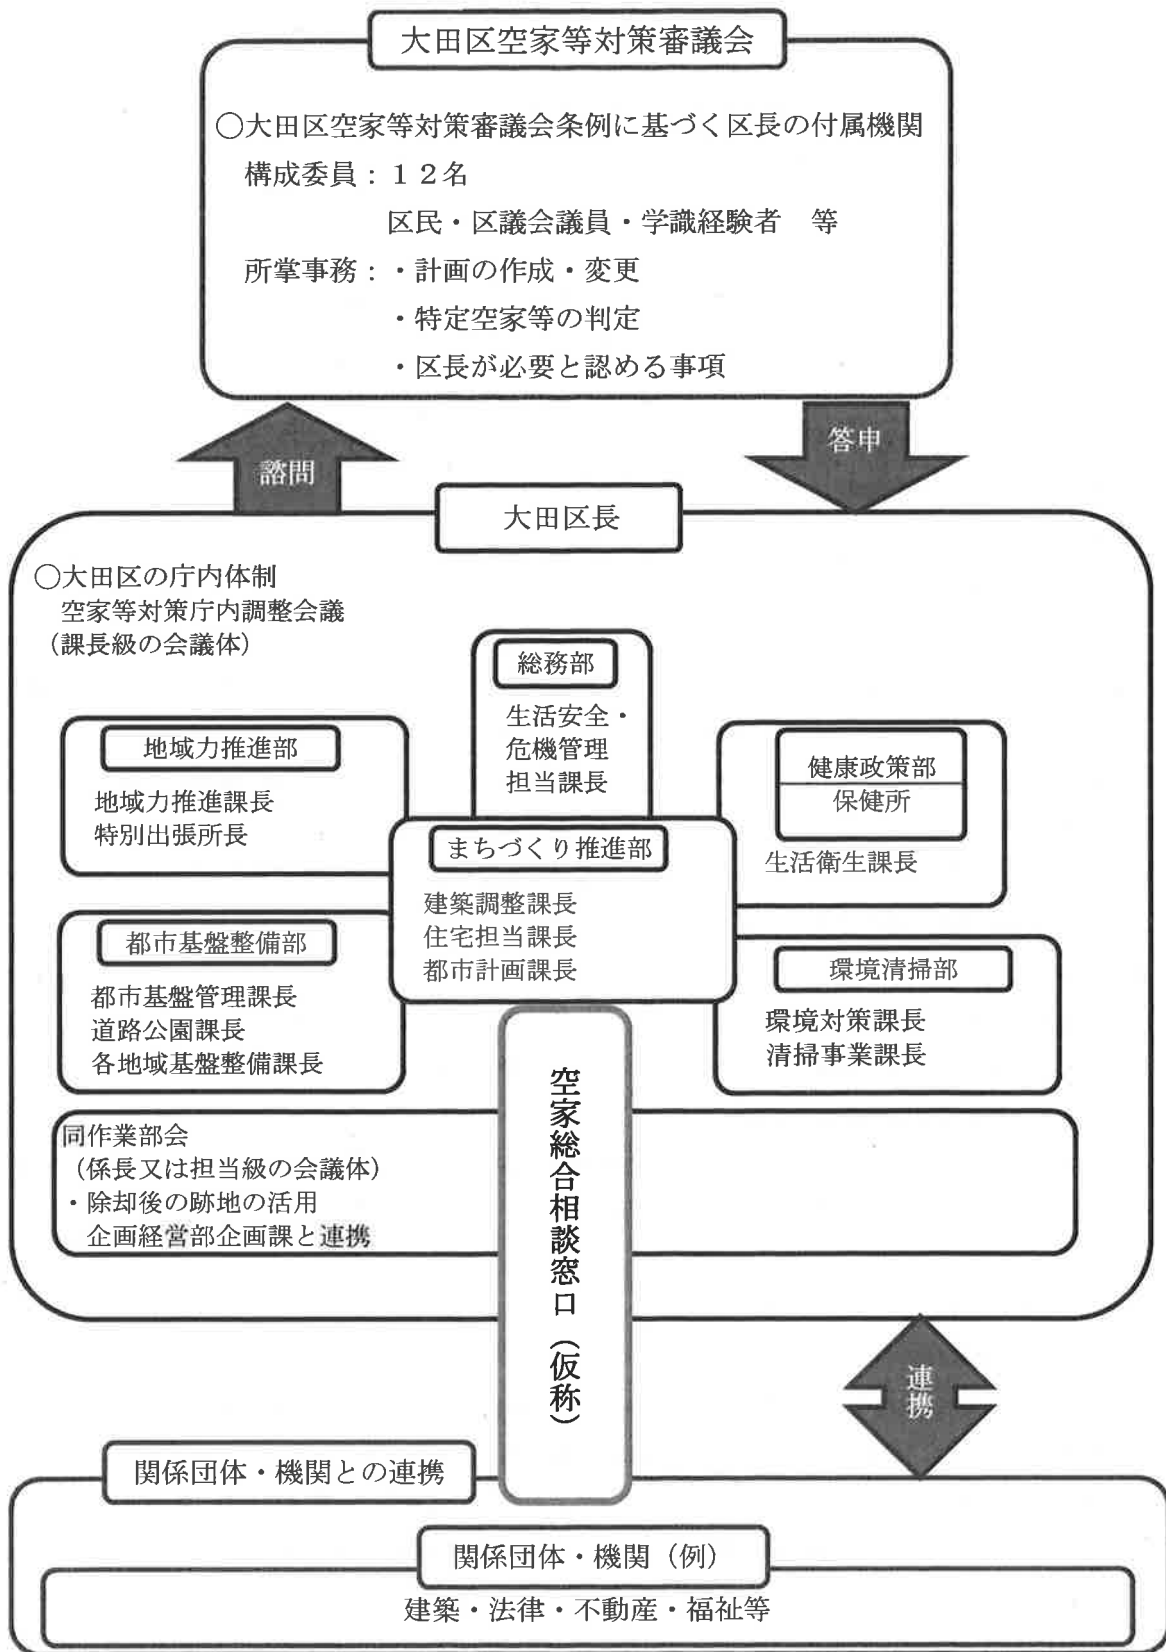 大田区空家等対策審議会
○大田区空家等対策審議会条例に基づく区長の付属機関
構成委員：１２名
区民・区議会議員・学識経験者　等
所掌事務：・計画の作成・変更
・特定空家等の判定
・区長が必要と認める事項
諮問
答申
大田区長
○大田区の庁内体制
空家等対策庁内調整会議
（課長級の会議体）
総務部
生活安全・
危機管理
担当課長
地域力推進部
地域力推進課長
特別出張所長
健康政策部
保健所
生活衛生課長
まちづくり推進部
建築調整課長
住宅担当課長
都市計画課長
都市基盤整備部
都市基盤管理課長
道路公園課長
各地域基盤整備課長
環境清掃部
環境対策課長
清掃事業課長
同作業部会
（係長又は担当級の会議体）
・除却後の跡地の活用
企画経営部企画課と連携
空家総合相談窓口（仮称）
連携
関係団体・機関との連携
関係団体・機関（例）
建築・法律・不動産・福祉等